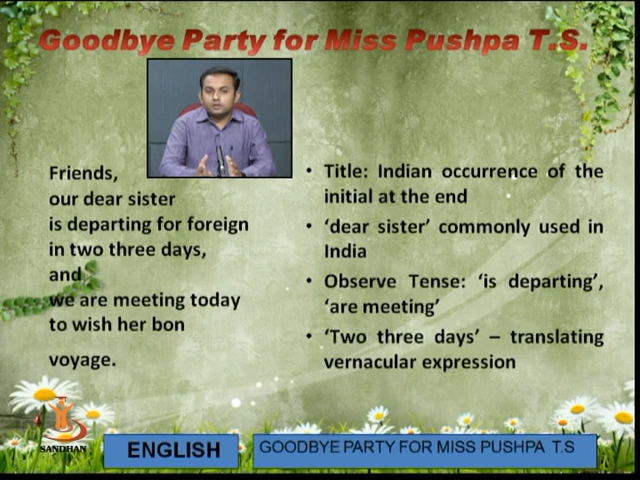 Goodbye Party for Miss Pushpa T.S.
Friends,
our dear sister
is departing for foreign
in two three days,
and
we are meeting today
to wish her bon
voyage.
• Title: Indian occurrence of the
initial at the end
• ‘dear sister’ commonly used in
India
• Observe Tense: ‘is departing’,
‘are meeting’
• ‘Two three days’ – translating
vernacular expression
SANDHAN
ENGLISH
GOODBYE PARTY FOR MISS PUSHPA T.S